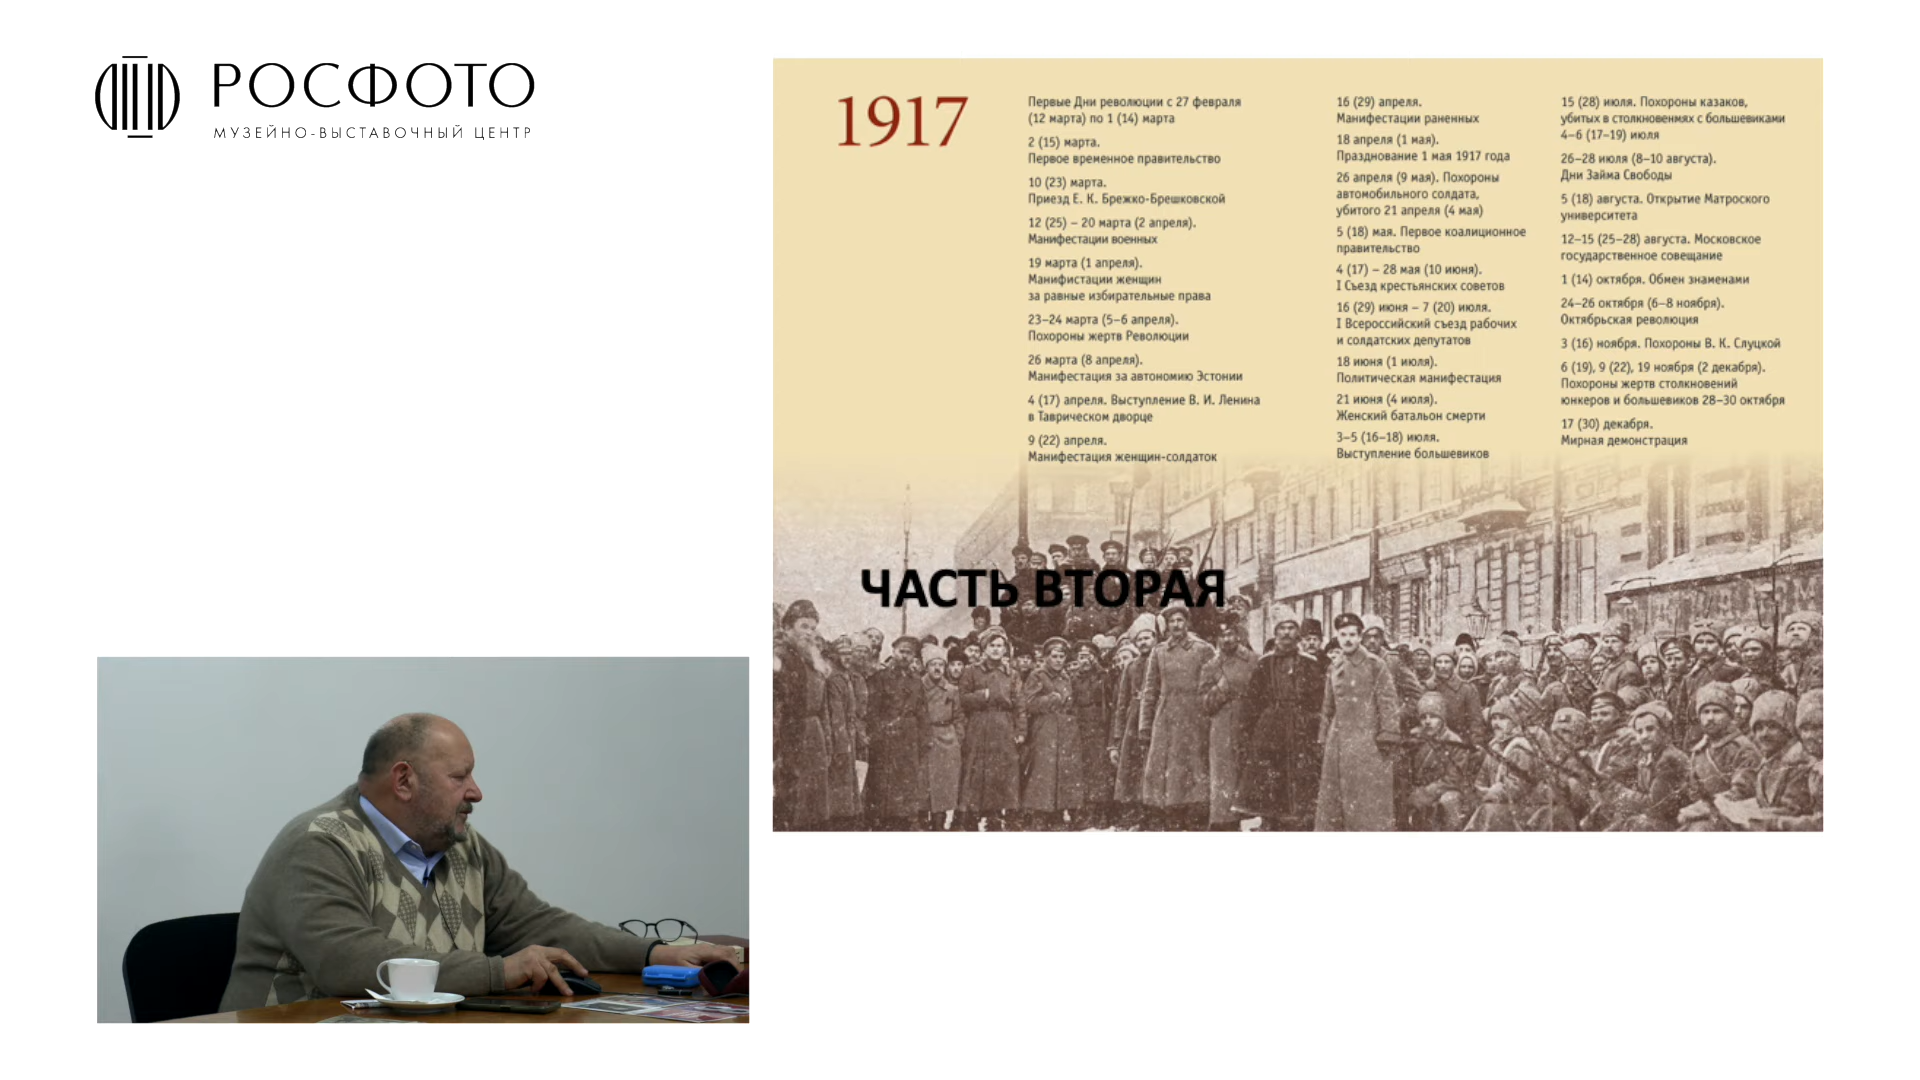 РОСФОТО
МУЗЕЙНО-ВЫСТАВОЧНЫЙ ЦЕНТР
1917
Первые Дни революции с 27 февраля
(12 марта) по 1 (14) марта
2 (15) марта.
Первое временное правительство
10 (23) марта.
Приезд Е. К. Брежко-Брешковской
12 (25) – 20 марта (2 апреля).
Манифестации военных
19 марта (1 апреля).
Манифистации женщин
за равные избирательные права
23–24 марта (5–6 апреля).
Похороны жертв Революции
26 марта (8 апреля).
Манифестация за автономию Эстонии
4 (17) апреля. Выступление В. И. Ленина
в Таврическом дворце
9 (22) апреля.
Манифестация женщин-солдаток
16 (29) апреля.
Манифестации раненных
18 апреля (1 мая).
Празднование 1 мая 1917 года
26 апреля (9 мая). Похороны
автомобильного солдата,
убитого 21 апреля (4 мая)
5 (18) мая. Первое коалиционное
правительство
4 (17) – 28 мая (10 июня).
I Съезд крестьянских советов
16 (29) июня – 7 (20) июля.
I Всероссийский съезд рабочих
и солдатских депутатов
18 июня (1 июля).
Политическая манифестация
21 июня (4 июля).
Женский батальон смерти
3–5 (16–18) июля.
Выступление большевиков
15 (28) июля. Похороны казаков,
убитых в столкновенмях с большевиками
4–6 (17–19) июля
26–28 июля (8–10 августа).
Дни Займа Свободы
5 (18) августа. Открытие Матроского
университета
12–15 (25–28) августа. Московское
государственное совещание
1 (14) октября. Обмен знаменами
24–26 октября (6–8 ноября).
Октябрьская революция
3 (16) ноября. Похороны В. К. Слуцкой
6 (19), 9 (22), 19 ноября (2 декабря).
Похороны жертв столкновений
юнкеров и большевиков 28–30 октября
17 (30) декабря.
Мирная демонстрация
ЧАСТЬ ВТОРАЯ